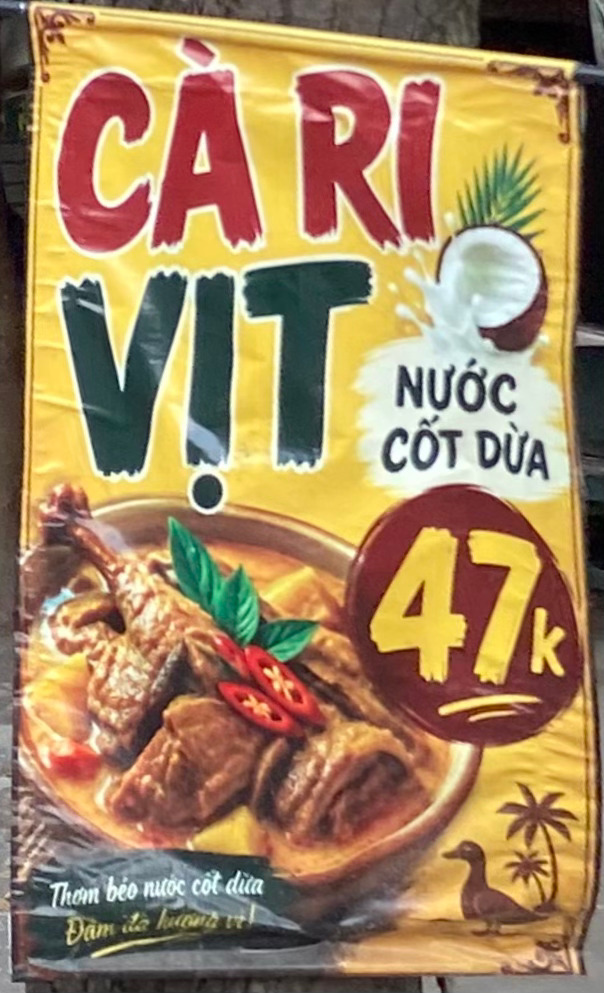 CÀ RI
VỊT
NƯỚC
CỐT DỪA
47k
Thơm béo nước cốt dừa
Đậm đà hương vị!